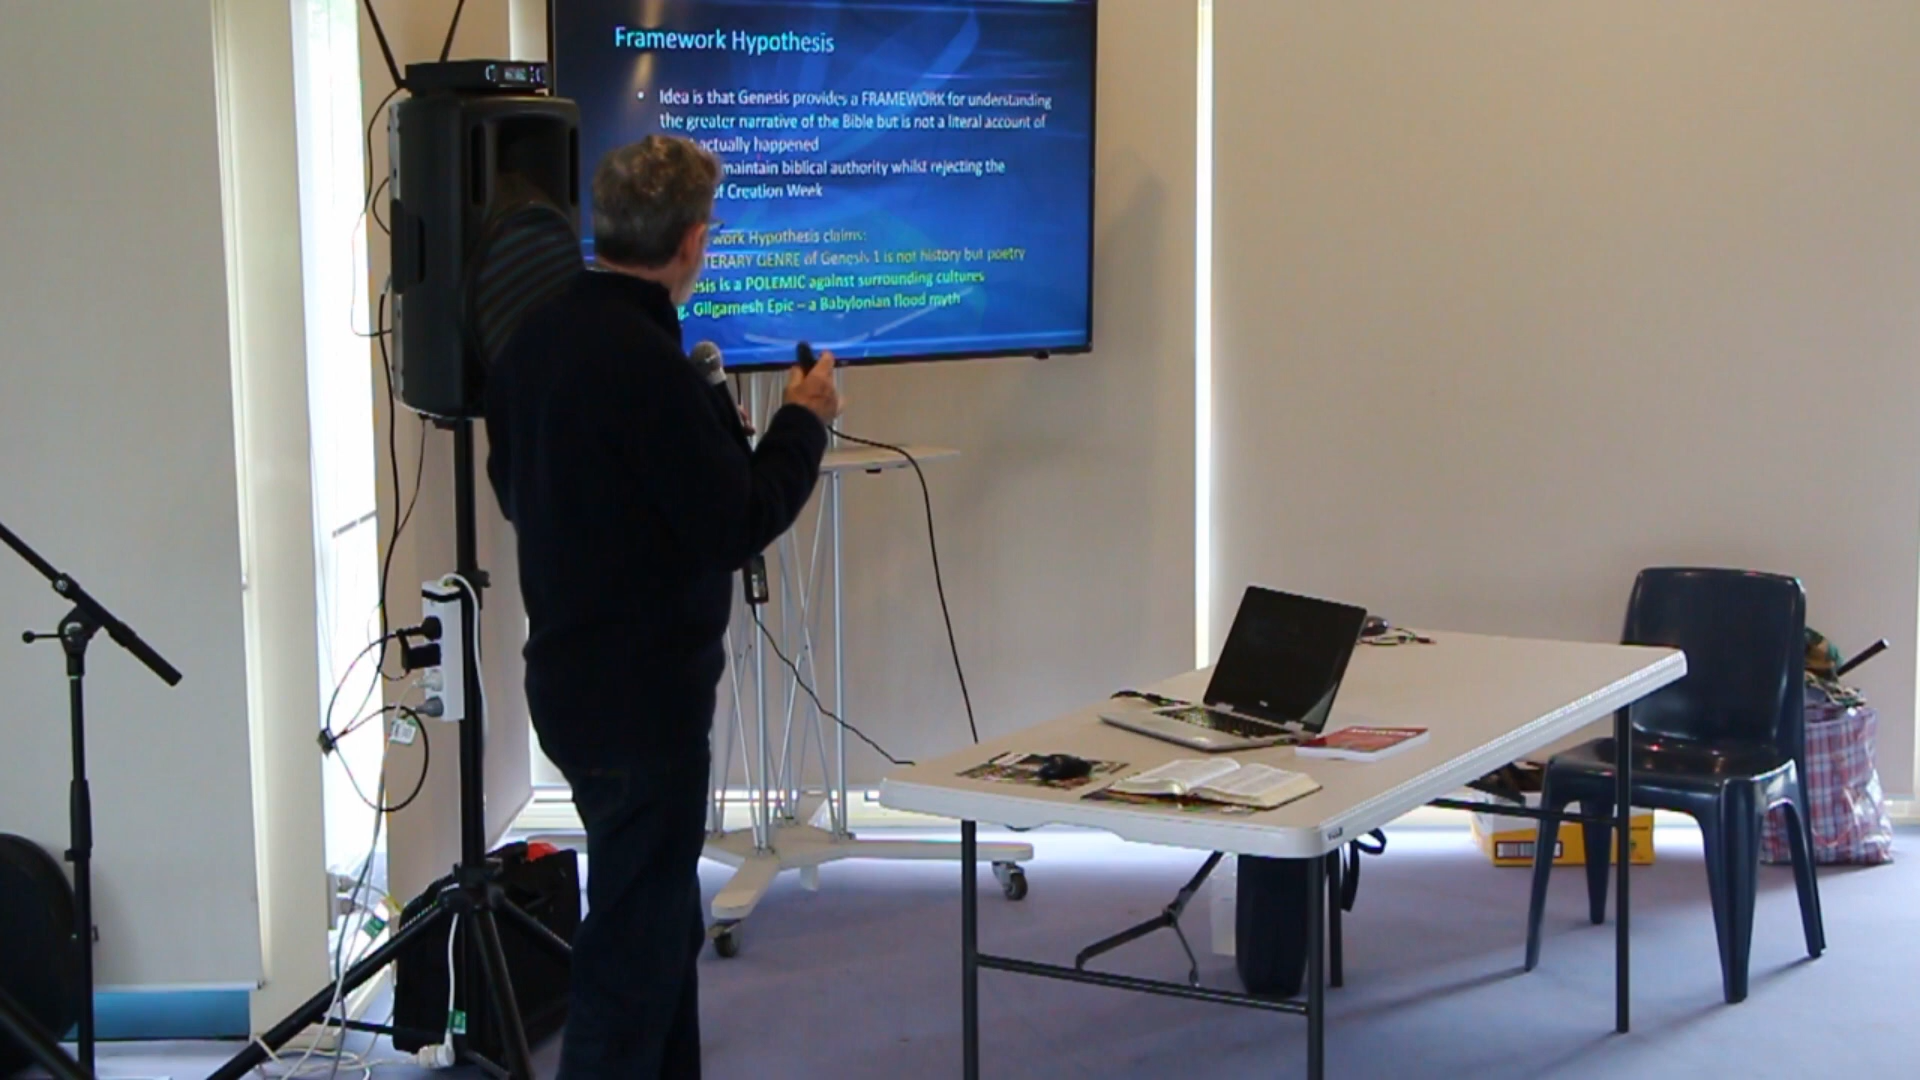 Framework Hypothesis
• Idea is that Genesis provides a FRAMEWORK for understanding
the greater narrative of the Bible but is not a literal account of
actually happened
maintain biblical authority whilst rejecting the
of Creation Week
work Hypothesis claims:
TERARY GENRE of Genesis 1 is not history but poetry
esis is a POLEMIC against surrounding cultures
g. Gilgamesh Epic – a Babylonian flood myth